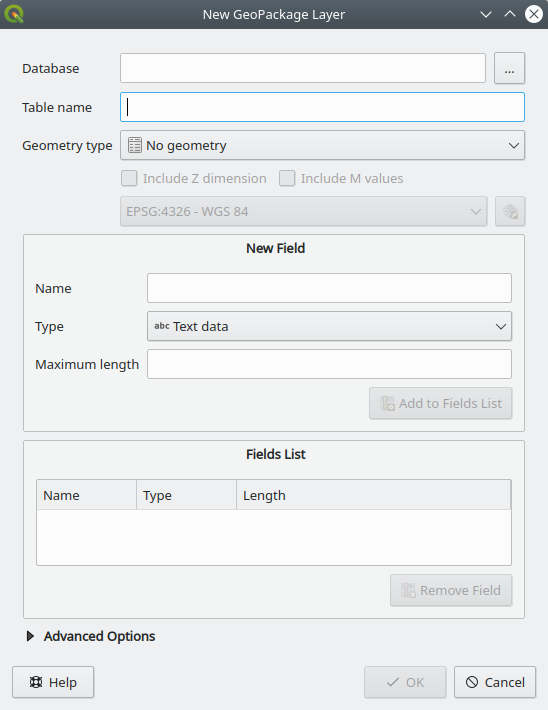 New GeoPackage Layer
Database
...
Table name
Geometry type No geometry
Include Z dimension Include M values
EPSG:4326 - WGS 84
New Field
Name
Type abc Text data
Maximum length
Add to Fields List
Fields List
Name Type Length
Remove Field
Advanced Options
Help OK Cancel